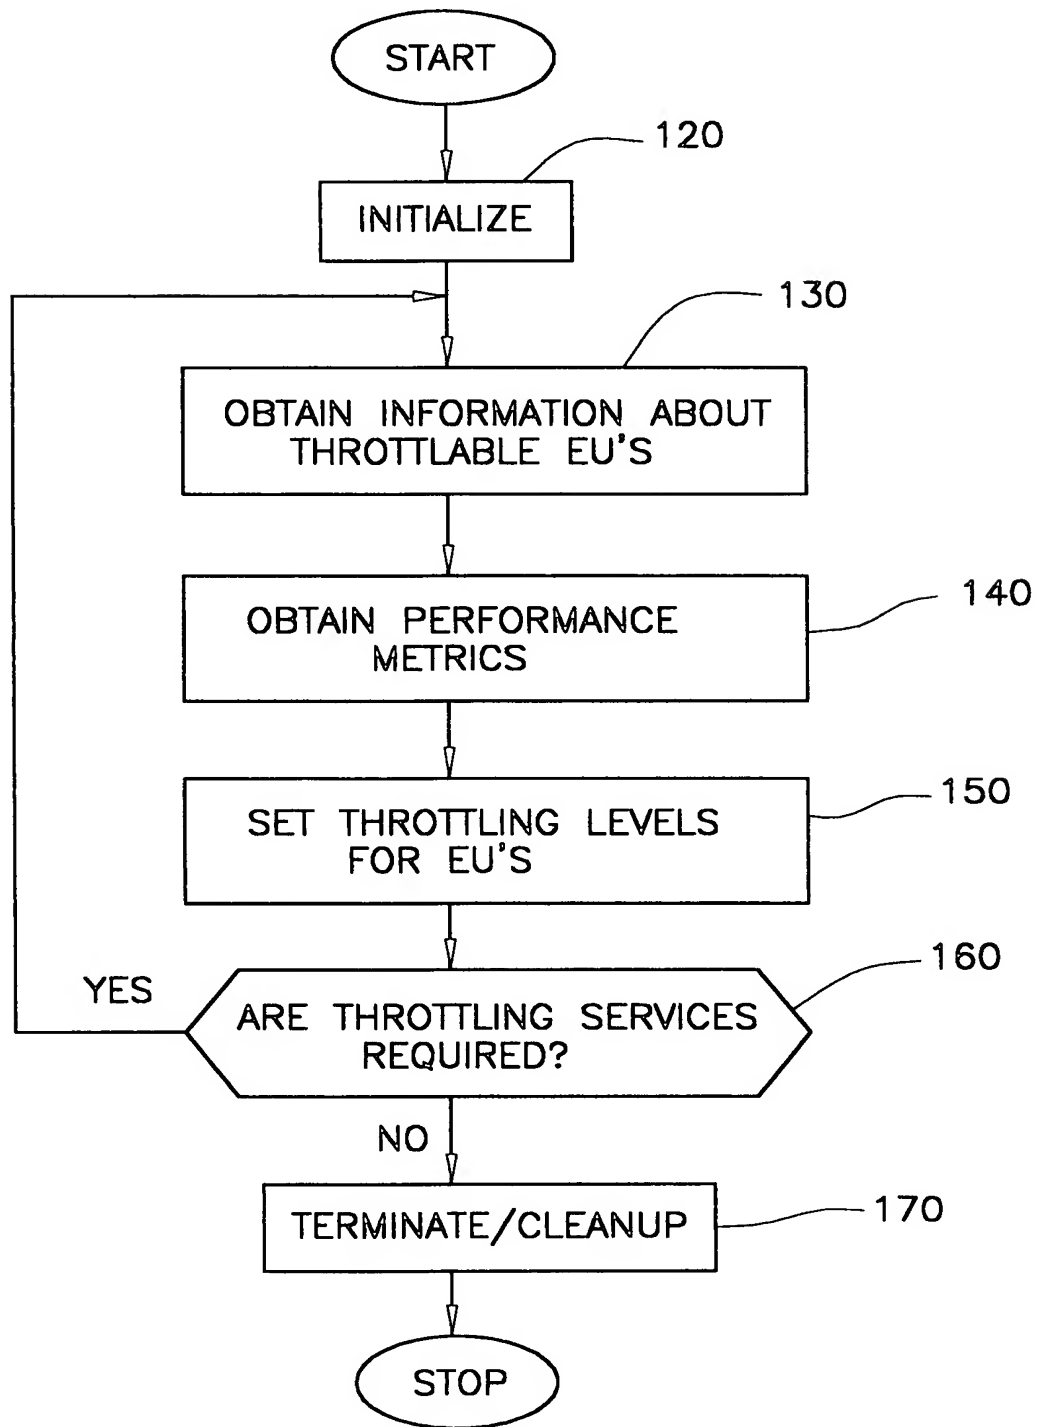 START
120
INITIALIZE
130
OBTAIN INFORMATION ABOUT
THROTTLABLE EU'S
140
OBTAIN PERFORMANCE
METRICS
150
SET THROTTLING LEVELS
FOR EU'S
160
YES
ARE THROTTLING SERVICES
REQUIRED?
NO
170
TERMINATE/CLEANUP
STOP